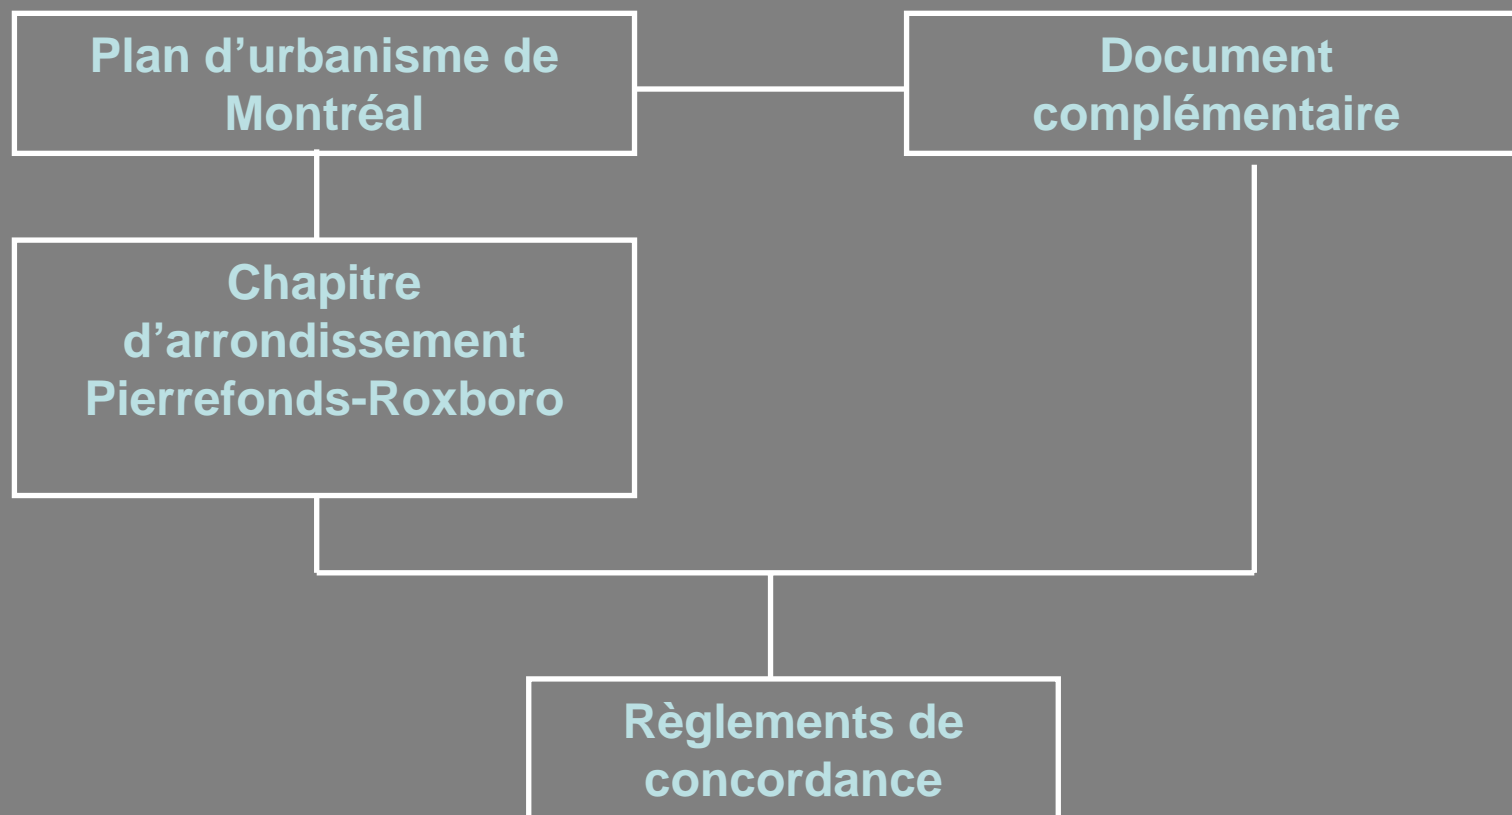 Plan d’urbanisme de
Montréal
Document
complémentaire
Chapitre
d’arrondissement
Pierrefonds-Roxboro
Règlements de
concordance